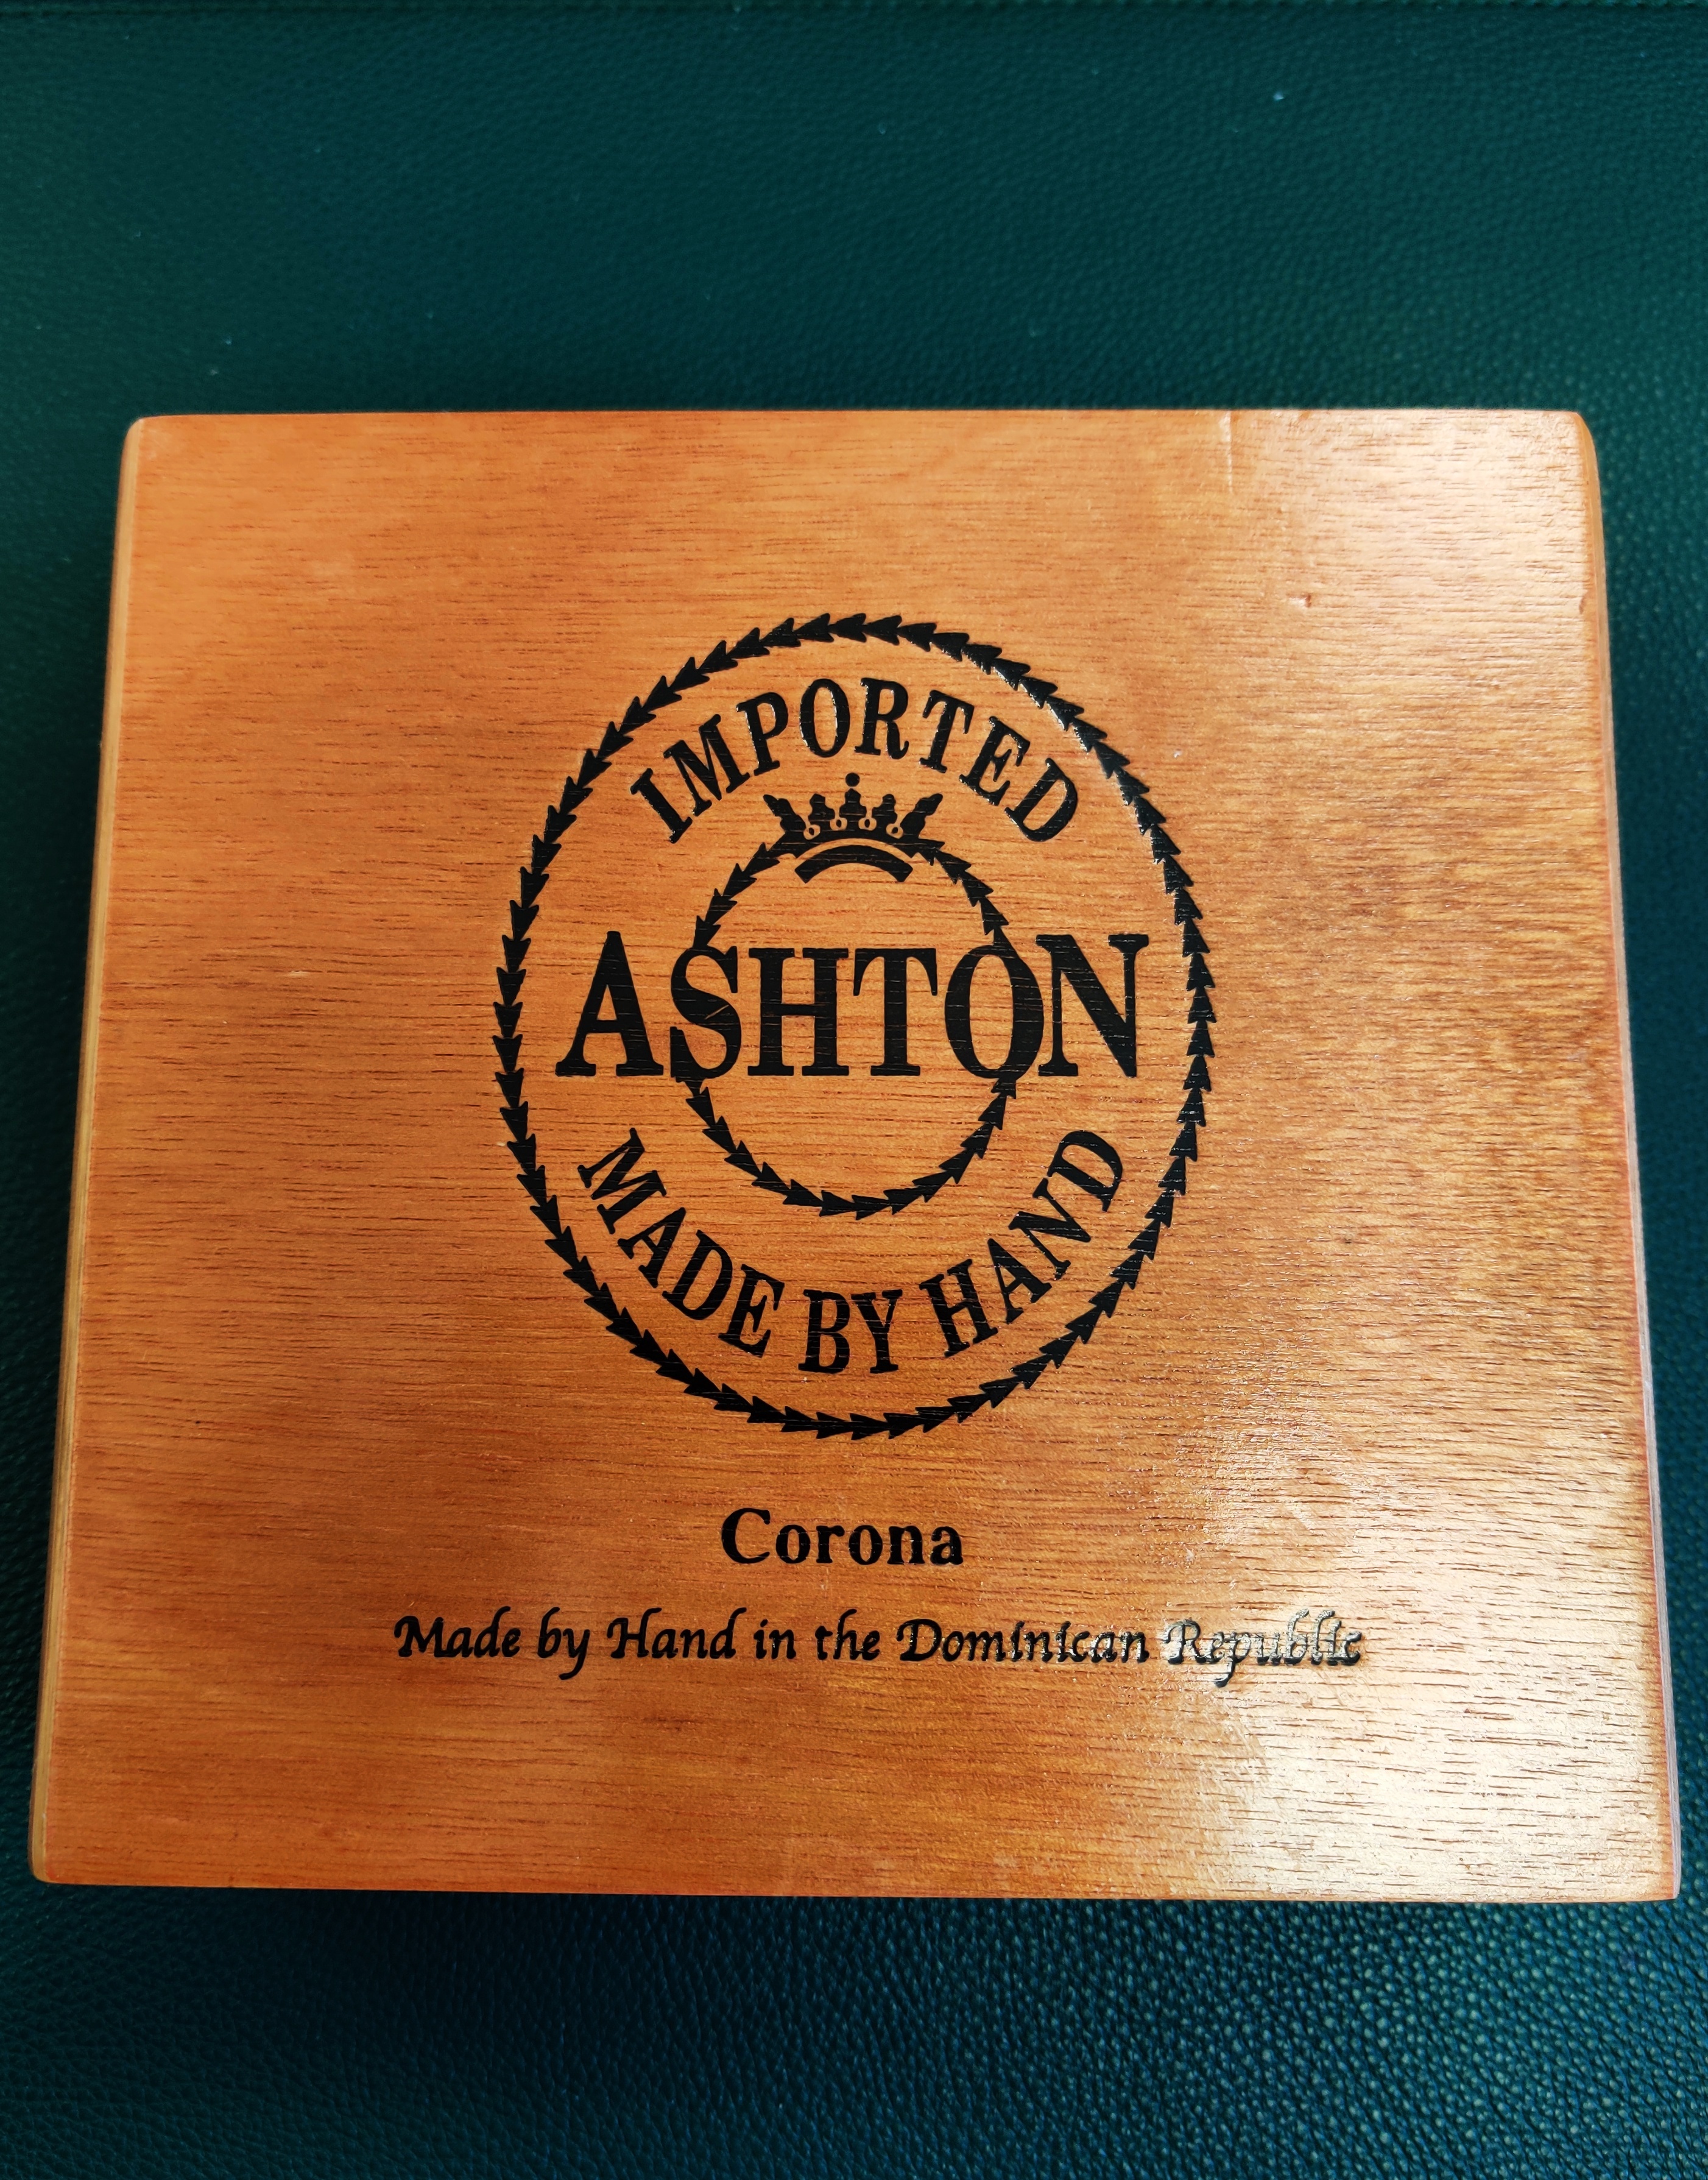 IMPORTED
ASHTON
MADE BY HAND
Corona
Made by Hand in the Dominican Republic